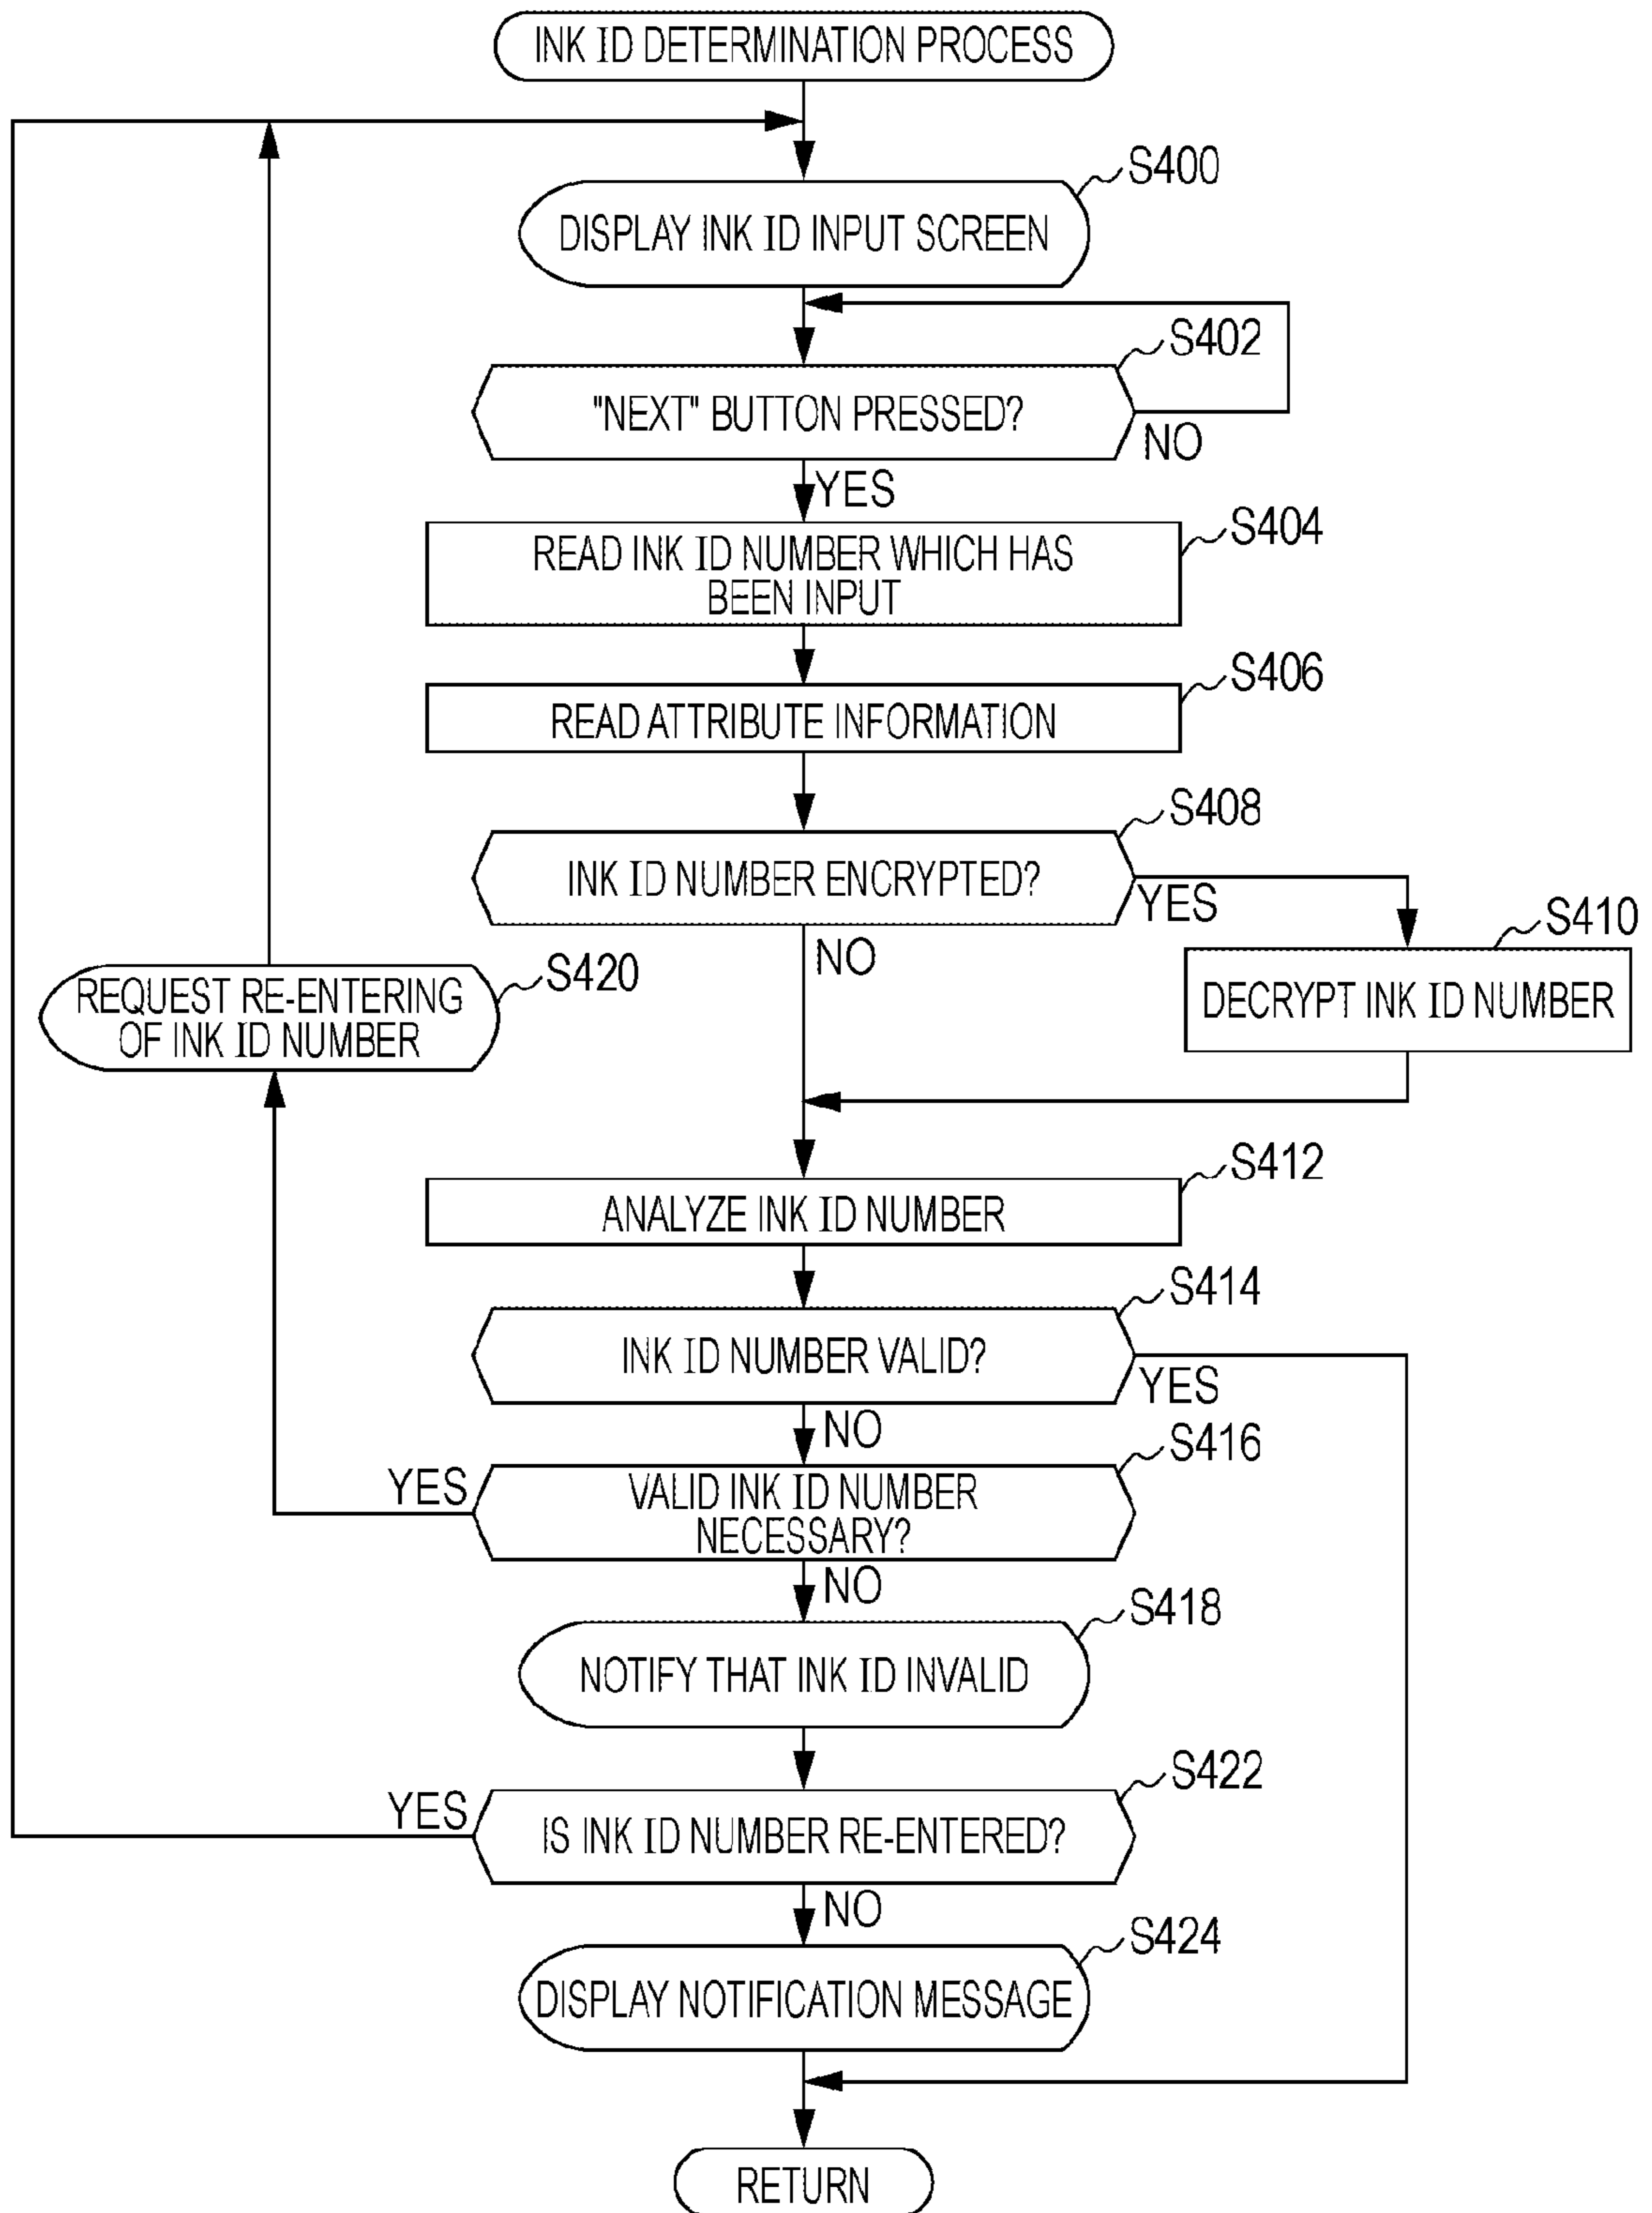 INK ID DETERMINATION PROCESS
S400
DISPLAY INK ID INPUT SCREEN
S402
"NEXT" BUTTON PRESSED?
NO
YES
S404
READ INK ID NUMBER WHICH HAS
BEEN INPUT
S406
READ ATTRIBUTE INFORMATION
S408
INK ID NUMBER ENCRYPTED?
YES
NO
S410
DECRYPT INK ID NUMBER
S420
REQUEST RE-ENTERING
OF INK ID NUMBER
S412
ANALYZE INK ID NUMBER
S414
INK ID NUMBER VALID?
YES
NO
S416
YES
VALID INK ID NUMBER
NECESSARY?
NO
S418
NOTIFY THAT INK ID INVALID
S422
YES
IS INK ID NUMBER RE-ENTERED?
NO
S424
DISPLAY NOTIFICATION MESSAGE
RETURN